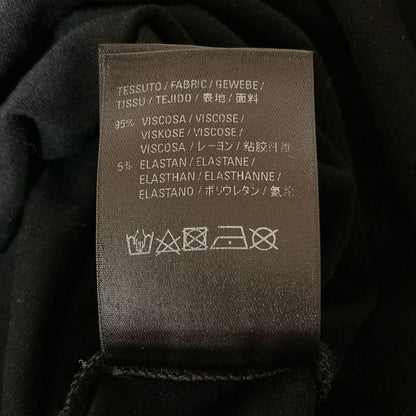 TESSUTO / FABRIC / GEWEBE /
TISSU / TEJIDO / 表地 / 面料
95% VISCOSA / VISCOSE /
VISKOSE / VISCOSE /
VISCOSA / レーヨン / 粘胶纤维
5% ELASTAN / ELASTANE /
ELASTHAN / ELASTHANNE /
ELASTANO / ポリウレタン / 氨纶